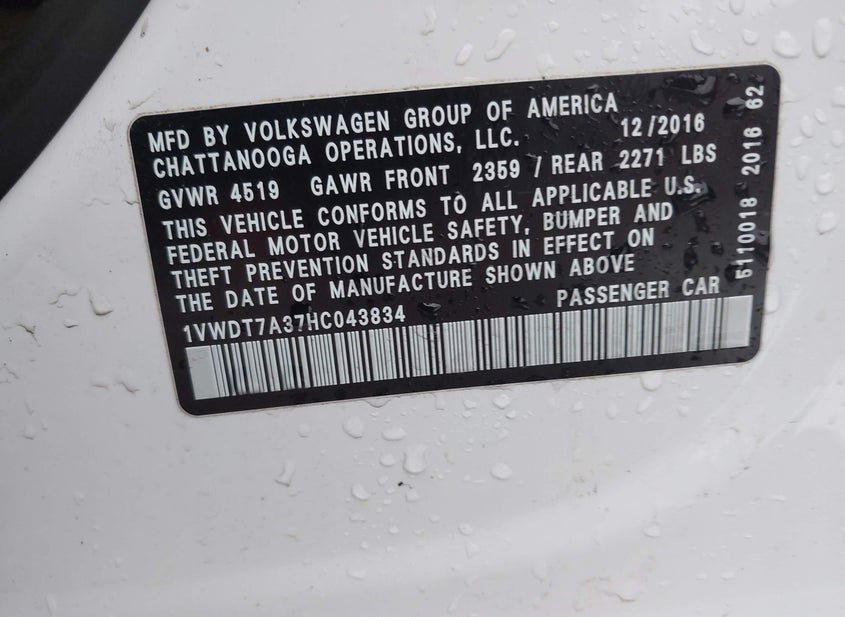 MFD BY VOLKSWAGEN GROUP OF AMERICA
CHATTANOOGA OPERATIONS, LLC. 12/2016
GVWR 4519 GAWR FRONT 2359 / REAR 2271 LBS
THIS VEHICLE CONFORMS TO ALL APPLICABLE U.S.
FEDERAL MOTOR VEHICLE SAFETY, BUMPER AND
THEFT PREVENTION STANDARDS IN EFFECT ON
THE DATE OF MANUFACTURE SHOWN ABOVE
1VWDT7A37HC043834 PASSENGER CAR
5110018 2016 62